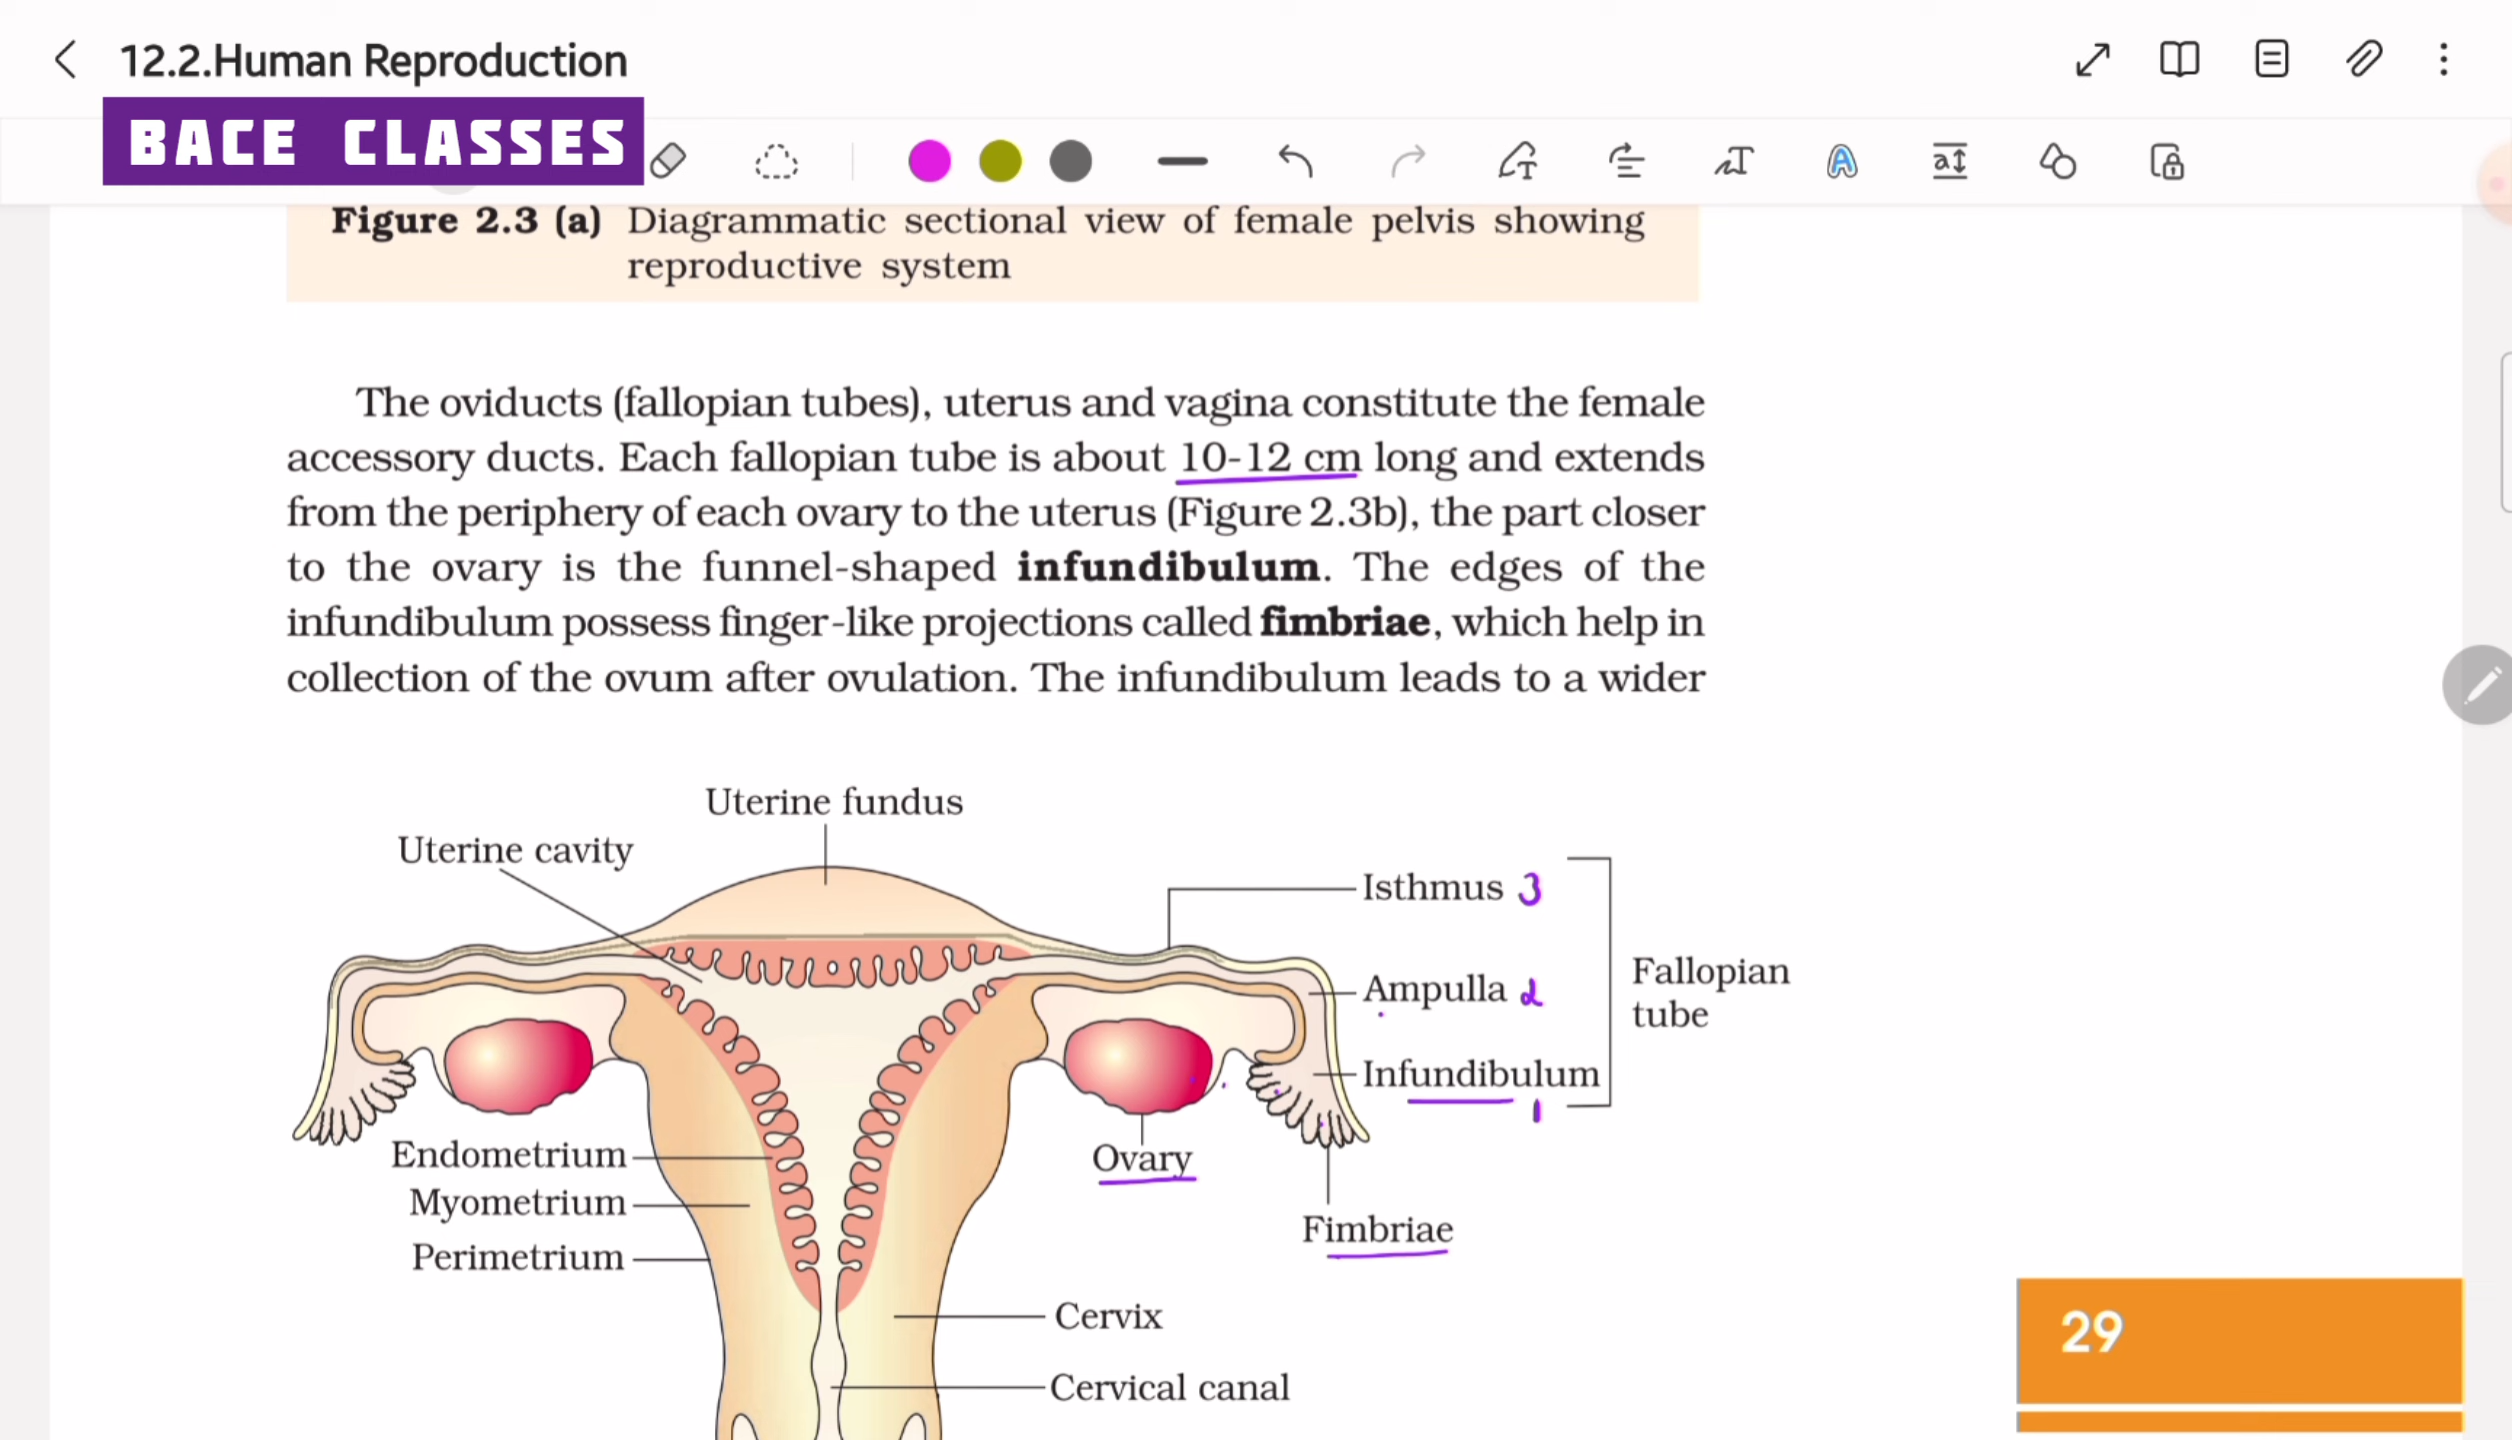 12.2.Human Reproduction
BACE CLASSES
Figure 2.3 (a) Diagrammatic sectional view of female pelvis showing
reproductive system
The oviducts (fallopian tubes), uterus and vagina constitute the female
accessory ducts. Each fallopian tube is about 10-12 cm long and extends
from the periphery of each ovary to the uterus (Figure 2.3b), the part closer
to the ovary is the funnel-shaped infundibulum. The edges of the
infundibulum possess finger-like projections called fimbriae, which help in
collection of the ovum after ovulation. The infundibulum leads to a wider
Uterine fundus
Uterine cavity
Isthmus 3
Ampulla 2
Fallopian
tube
Infundibulum
1
Endometrium
Ovary
Myometrium
Fimbriae
Perimetrium
Cervix
29
Cervical canal